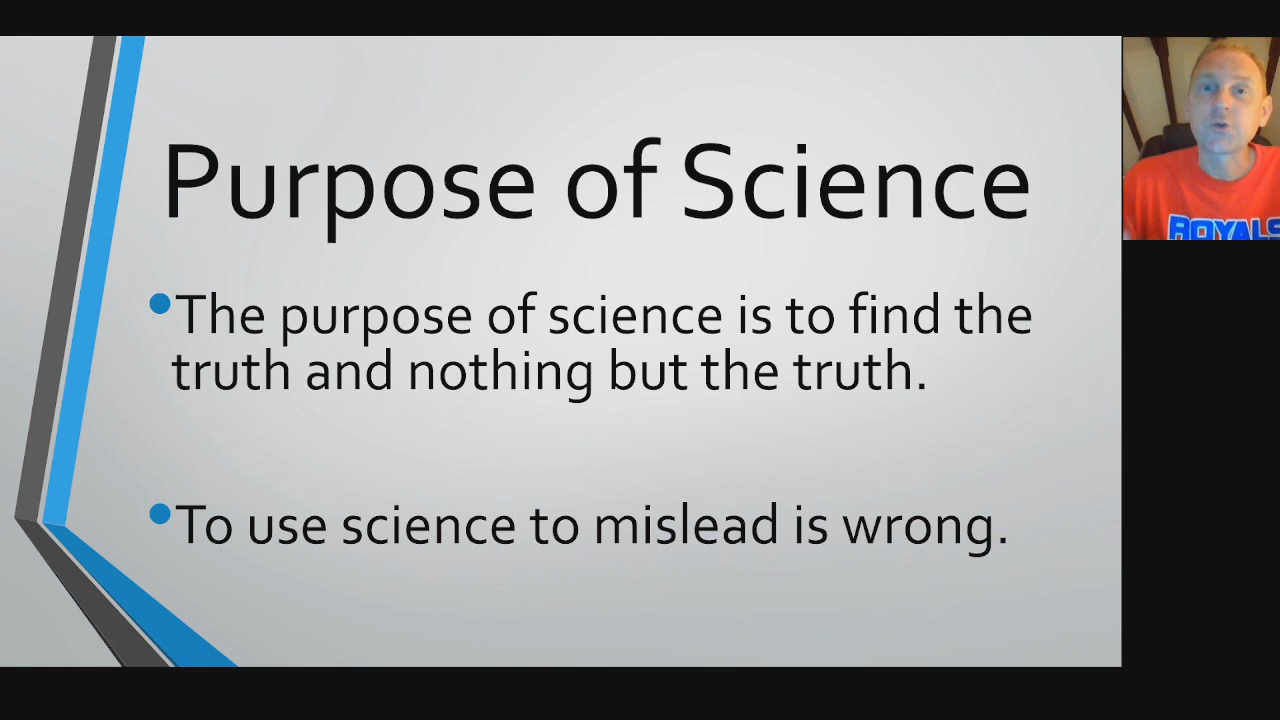 Purpose of Science
•The purpose of science is to find the
truth and nothing but the truth.
•To use science to mislead is wrong.
ROYALS